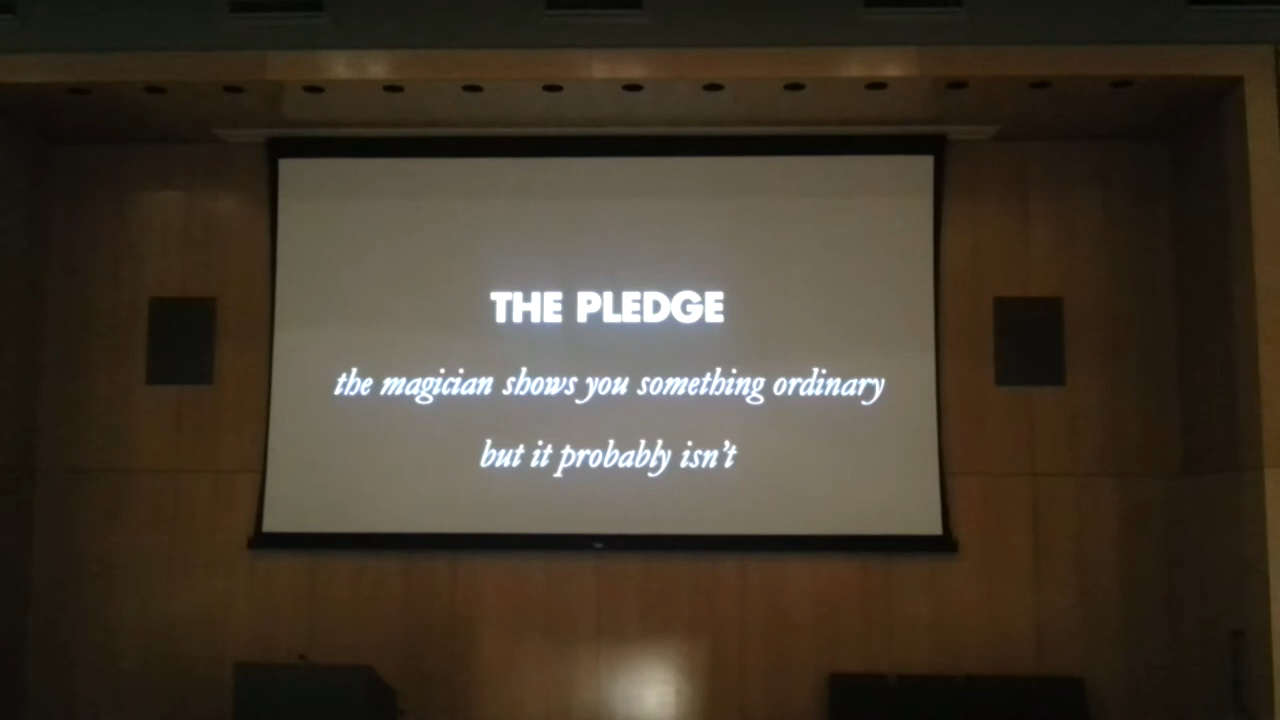 THE PLEDGE
the magician shows you something ordinary
but it probably isn't